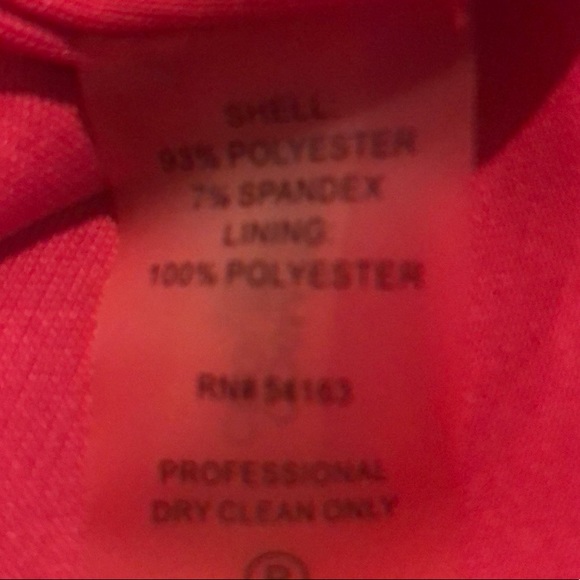 SHELL:
93% POLYESTER
7% SPANDEX
LINING:
100% POLYESTER
RN# 54163
PROFESSIONAL
DRY CLEAN ONLY
P